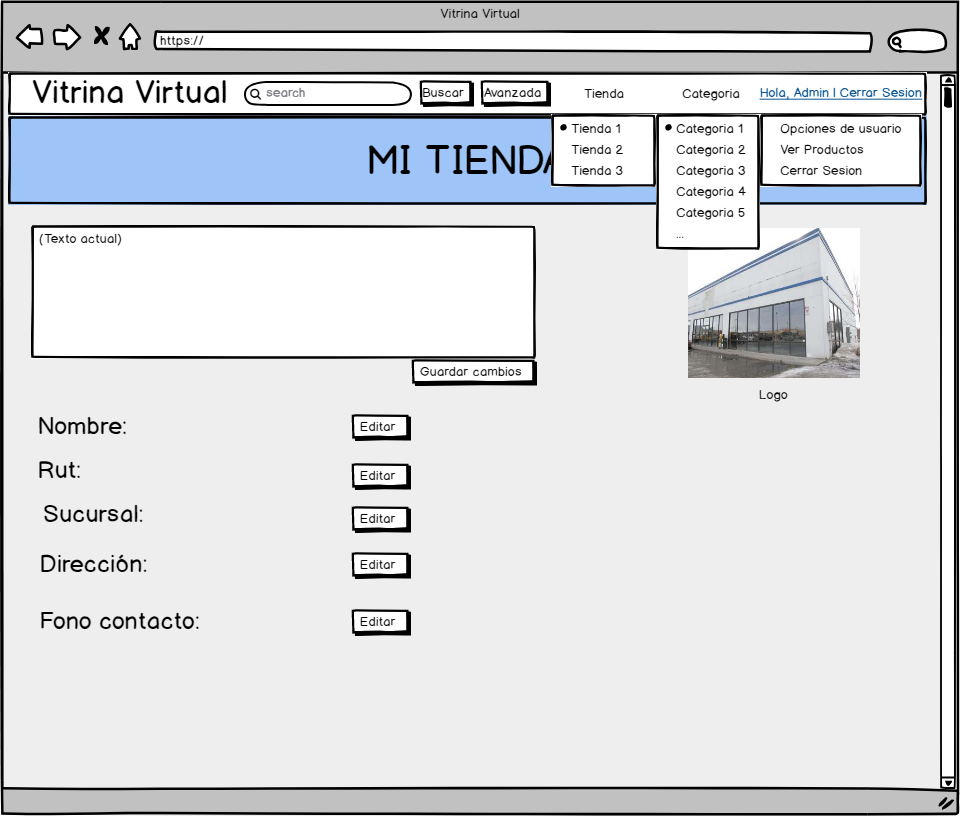 Vitrina Virtual
https://
Vitrina Virtual
search
Buscar
Avanzada
Tienda
Categoria
Hola, Admin | Cerrar Sesion
Tienda 1
Tienda 2
Tienda 3
Categoria 1
Categoria 2
Categoria 3
Categoria 4
Categoria 5
...
Opciones de usuario
Ver Productos
Cerrar Sesion
MI TIENDA
(Texto actual)
Guardar cambios
Logo
Nombre:
Editar
Rut:
Editar
Sucursal:
Editar
Dirección:
Editar
Fono contacto:
Editar